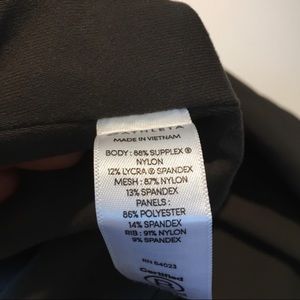 ATHLETA
MADE IN VIETNAM
BODY : 88% SUPPLEX ®
NYLON
12% LYCRA ® SPANDEX
MESH : 87% NYLON
13% SPANDEX
PANELS :
86% POLYESTER
14% SPANDEX
RIB : 91% NYLON
9% SPANDEX
RN 54023
Certified